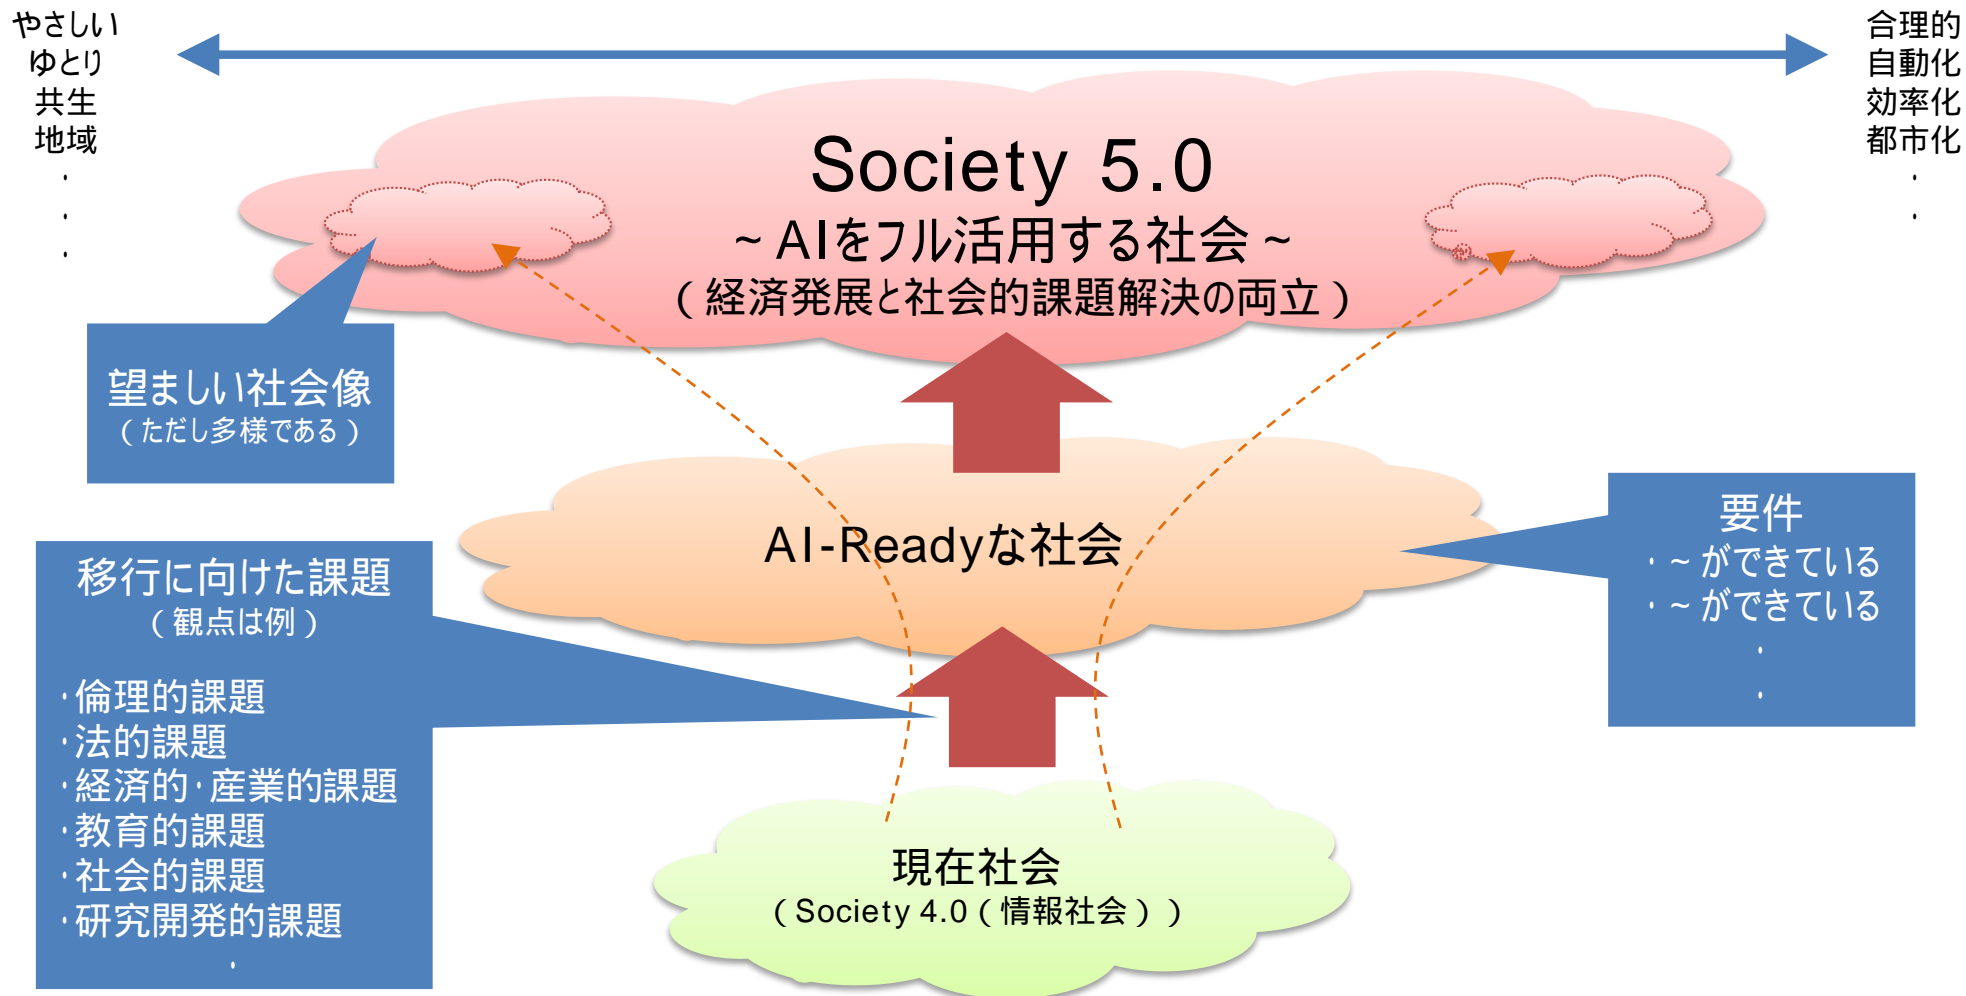 やさしい
ゆとり
共生
地域
・
・
・
合理的
自動化
効率化
都市化
・
・
Society 5.0
~ AIをフル活用する社会 ~
（経済発展と社会的課題解決の両立）
望ましい社会像
（ただし多様である）
AI-Readyな社会
要件
・~ ができている
・~ ができている
・
・
移行に向けた課題
（観点は例）
・倫理的課題
・法的課題
・経済的・産業的課題
・教育的課題
・社会的課題
・研究開発的課題
・
現在社会
（Society 4.0（情報社会））